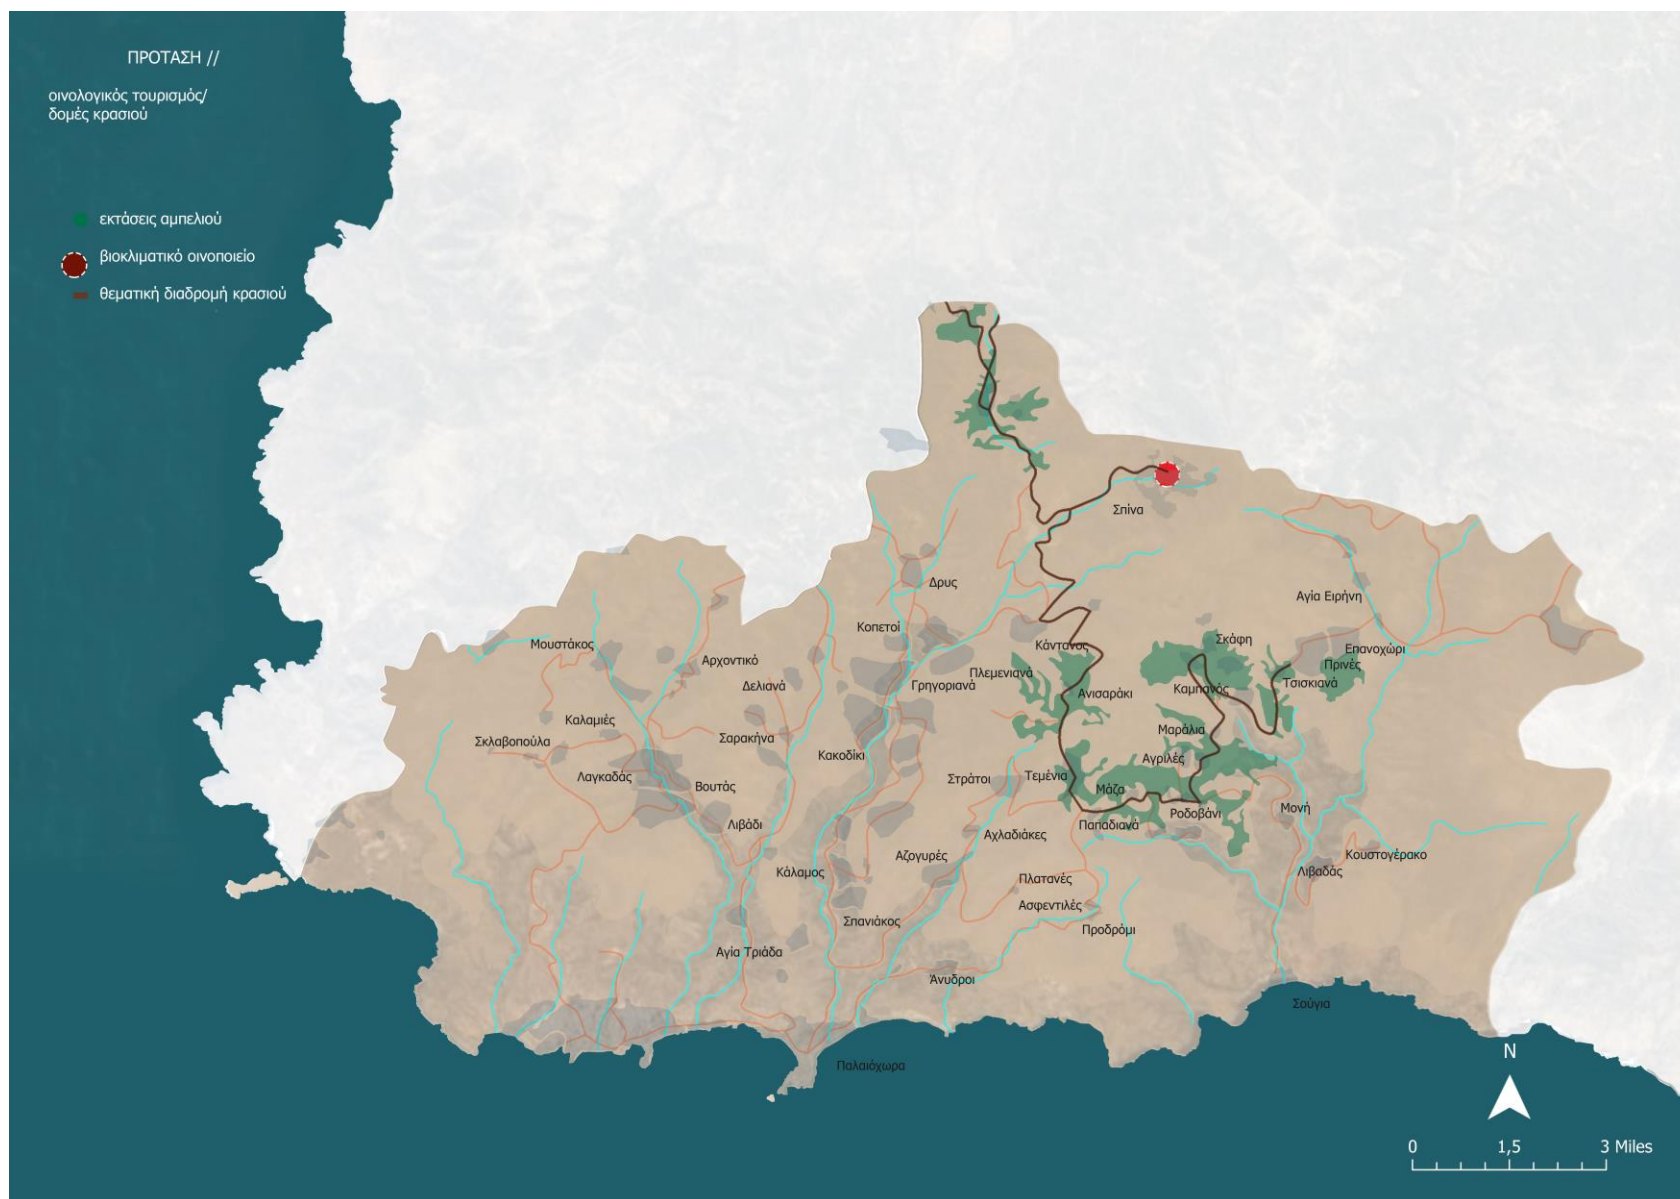 ΠΡΟΤΑΣΗ //
οινολογικός τουρισμός/
δομές κρασιού
εκτάσεις αμπελιού
βιοκλιματικό οινοποιείο
θεματική διαδρομή κρασιού
Σπίνα
Δρυς
Αγία Ειρήνη
Κοπετοί
Μουστάκος
Σκάφη
Κάντανος
Επανοχώρι
Αρχοντικό
Πρινές
Πλεμενιανά
Τσισκιανά
Δελιανά
Γρηγοριανά
Καμπανός
Ανισαράκι
Καλαμιές
Μαράλια
Σκλαβοπούλα
Σαρακήνα
Κακοδίκι
Αγριλές
Λαγκαδάς
Στράτοι
Τεμένια
Βουτάς
Μάζα
Μονή
Ροδοβάνι
Λιβάδι
Παπαδιανά
Αχλαδιάκες
Αζογυρές
Κουστογέρακο
Κάλαμος
Λιβαδάς
Πλατανές
Ασφεντιλές
Σπανιάκος
Προδρόμι
Αγία Τριάδα
Άνυδροι
Σούγια
Παλαιόχωρα
N
0 1,5 3 Miles